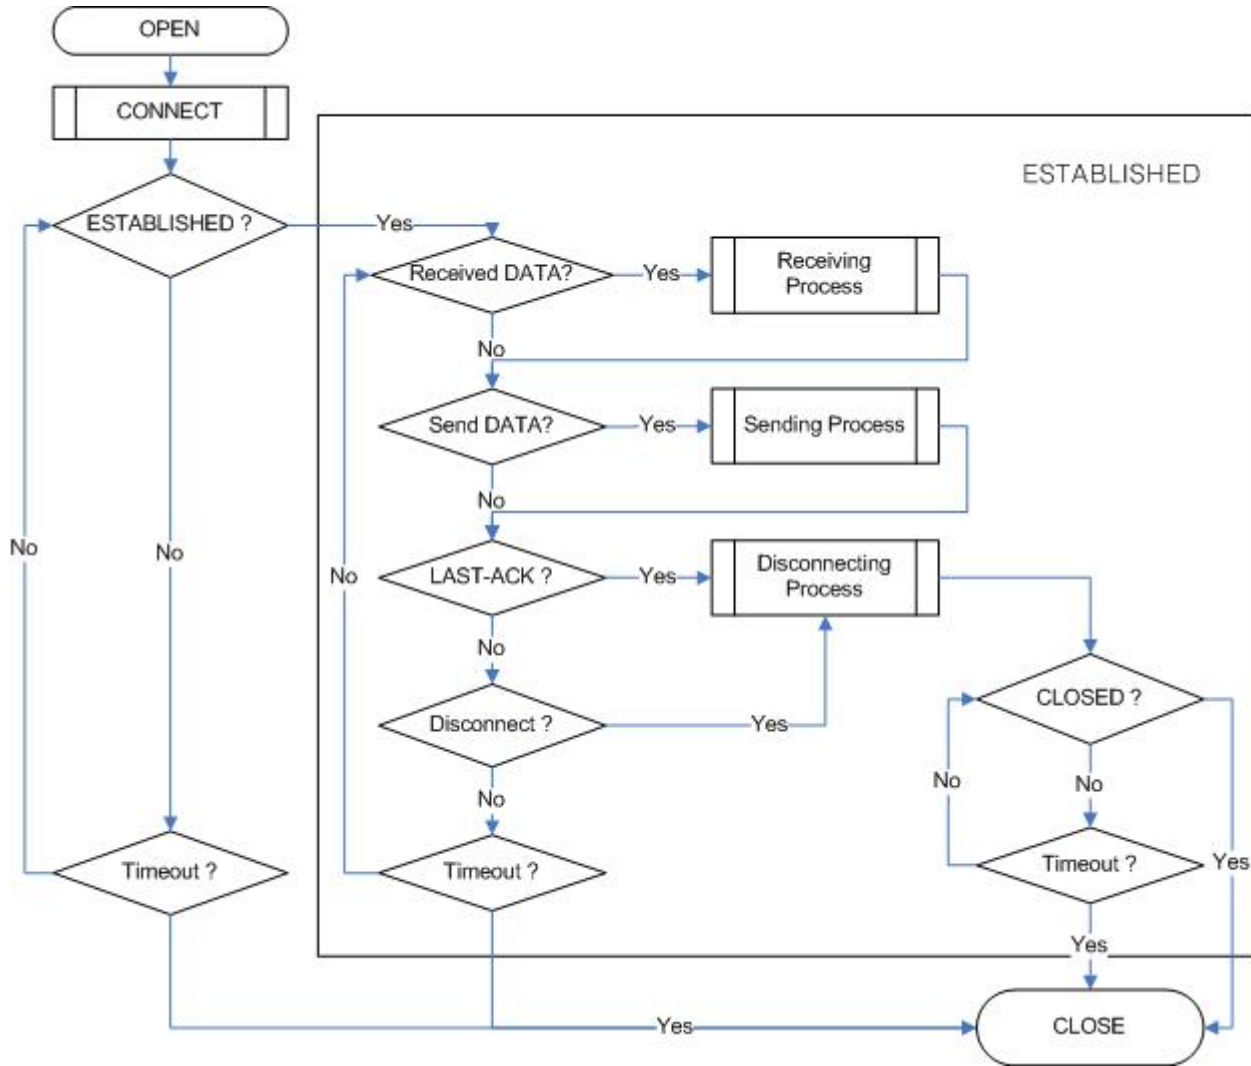 OPEN
CONNECT
ESTABLISHED
ESTABLISHED ?
Yes
Received DATA?
Yes
Receiving
Process
No
Send DATA?
Yes
Sending Process
No
No
No
No
LAST-ACK ?
Yes
Disconnecting
Process
No
CLOSED ?
Disconnect ?
Yes
No
No
No
Timeout ?
Timeout ?
Timeout ?
Yes
Yes
Yes
CLOSE